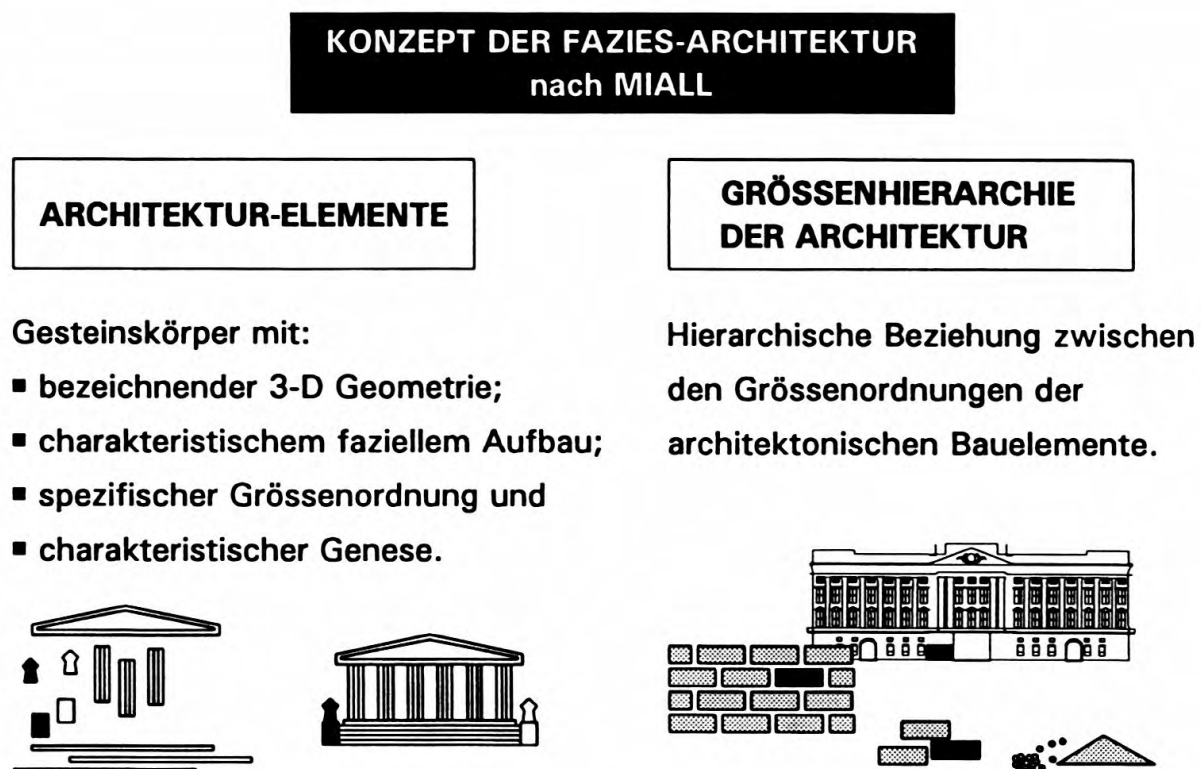 KONZEPT DER FAZIES-ARCHITEKTUR
nach MIALL
ARCHITEKTUR-ELEMENTE
Gesteinskörper mit:
▪ bezeichnender 3-D Geometrie;
▪ charakteristischem faziellem Aufbau;
▪ spezifischer Grössenordnung und
▪ charakteristischer Genese.
GRÖSSENHIERARCHIE
DER ARCHITEKTUR
Hierarchische Beziehung zwischen
den Grössenordnungen der
architektonischen Bauelemente.